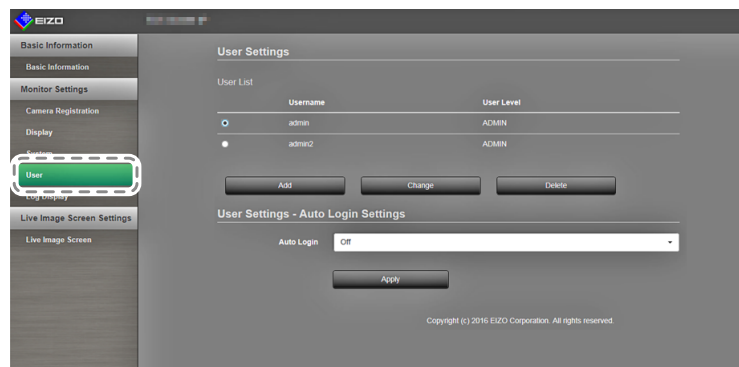 EIZO
Basic Information
Basic Information
Monitor Settings
Camera Registration
Display
System
User
Log Display
Live Image Screen Settings
Live Image Screen
User Settings
User List
Username User Level
admin ADMIN
admin2 ADMIN
Add Change Delete
User Settings - Auto Login Settings
Auto Login Off
Apply
Copyright (c) 2016 EIZO Corporation. All rights reserved.